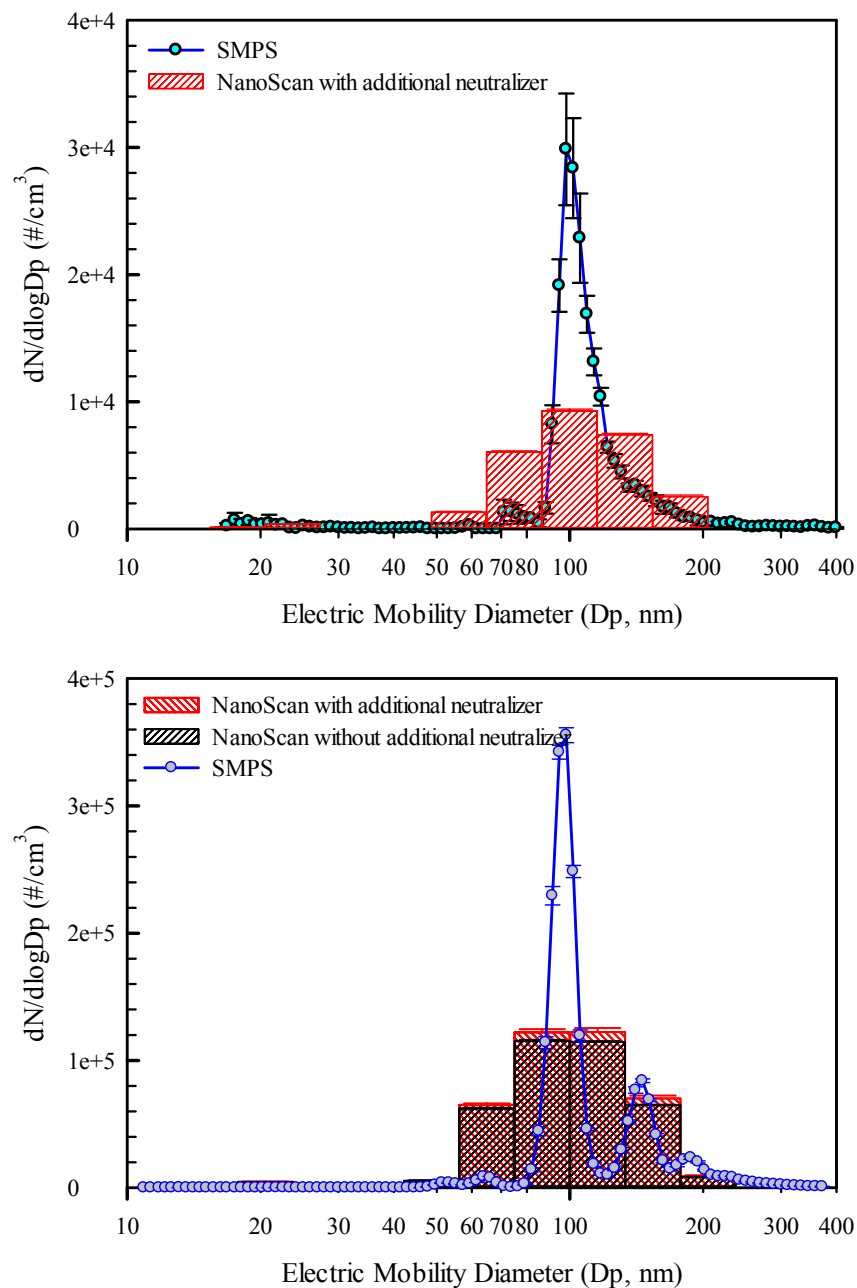 4e+4
SMPS
NanoScan with additional neutralizer
3e+4
dN/dlogDp (#/cm³)
2e+4
1e+4
0
10 20 30 40 50 60 70 80 100 200 300 400
Electric Mobility Diameter (Dp, nm)
4e+5
NanoScan with additional neutralizer
NanoScan without additional neutralizer
SMPS
3e+5
dN/dlogDp (#/cm³)
2e+5
1e+5
0
10 20 30 40 50 60 70 80 100 200 300 400
Electric Mobility Diameter (Dp, nm)